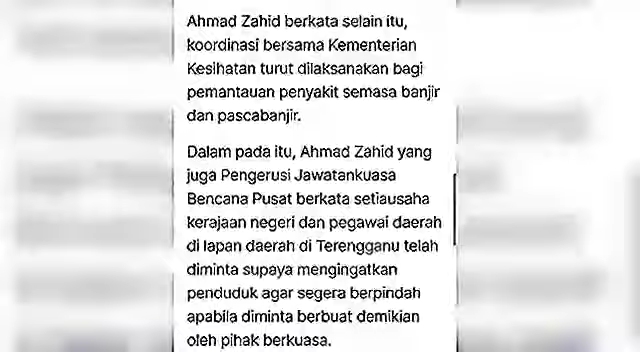 Ahmad Zahid berkata selain itu,
koordinasi bersama Kementerian
Kesihatan turut dilaksanakan bagi
pemantauan penyakit semasa banjir
dan pascabanjir.
Dalam pada itu, Ahmad Zahid yang
juga Pengerusi Jawatankuasa
Bencana Pusat berkata setiausaha
kerajaan negeri dan pegawai daerah
di lapan daerah di Terengganu telah
diminta supaya mengingatkan
penduduk agar segera berpindah
apabila diminta berbuat demikian
oleh pihak berkuasa.